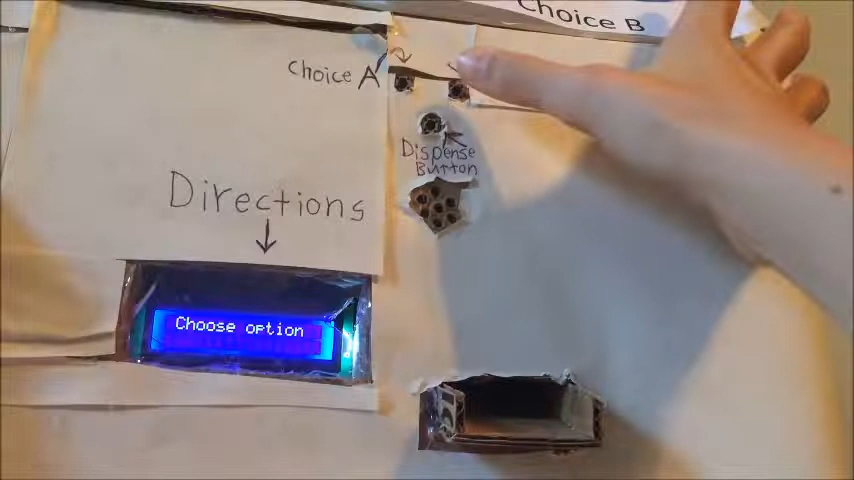 Choice B
Choice A
Dispense
Button
Directions
Choose option